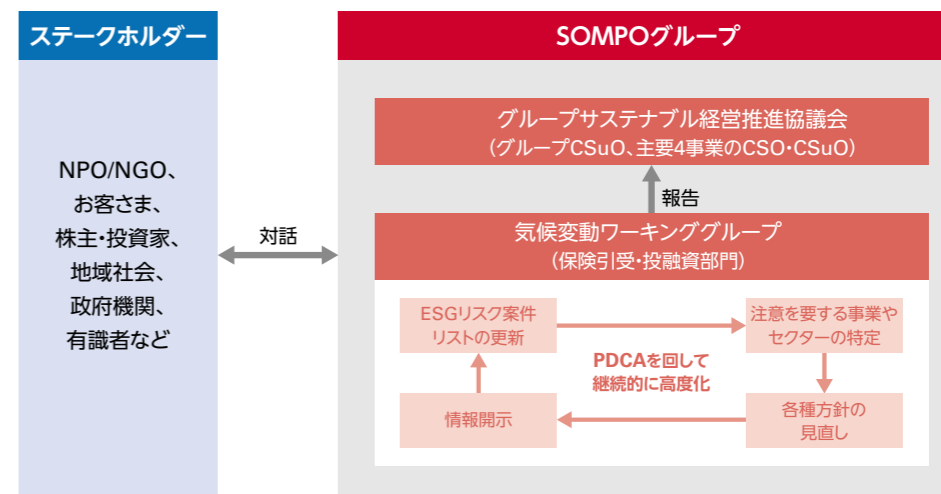 ステークホルダー
NPO/NGO、
お客さま、
株主・投資家、
地域社会、
政府機関、
有識者など
対話
SOMPOグループ
グループサステナブル経営推進協議会
（グループCSuO、主要4事業のCSO・CSuO）
報告
気候変動ワーキンググループ
（保険引受・投融資部門）
ESGリスク案件
リストの更新
注意を要する事業や
セクターの特定
PDCAを回して
継続的に高度化
情報開示
各種方針の
見直し